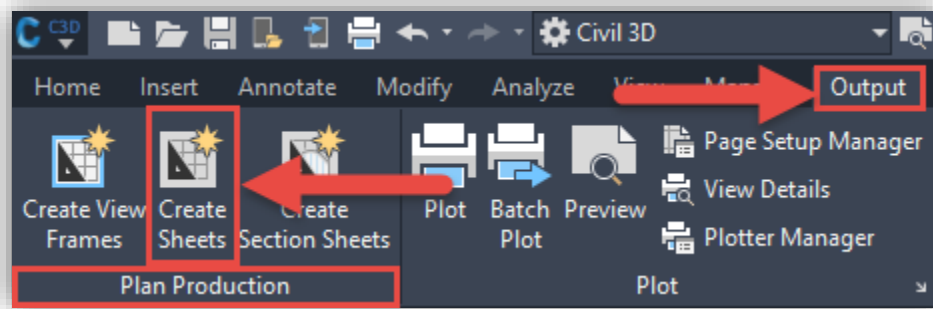 C C3D Civil 3D
Home Insert Annotate Modify Analyze View Output
Create View Frames
Create Sheets
Create Section Sheets
Plot
Batch Plot
Preview
Page Setup Manager
View Details
Plotter Manager
Plan Production
Plot